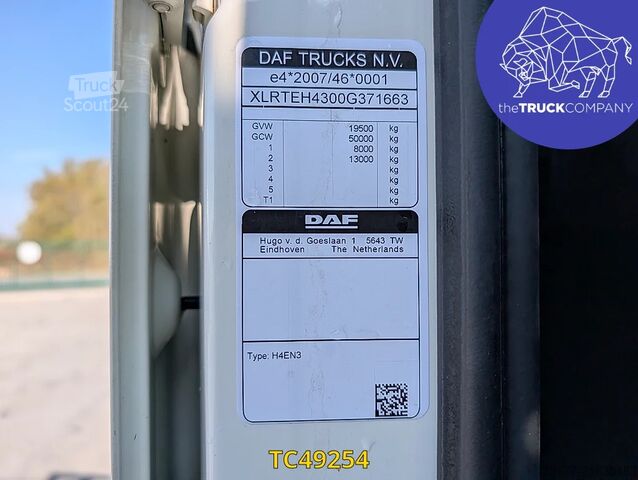 DAF TRUCKS N.V.
e4*2007/46*0001
XLRTEH4300G371663
GVW 19500 kg
GCW 50000 kg
1 8000 kg
2 13000 kg
3 kg
4 kg
5 kg
T1 kg
DAF
Hugo v. d. Goeslaan 1 5643 TW
Eindhoven The Netherlands
Type: H4EN3
TC49254
Truck
Scout24
theTRUCKCOMPANY